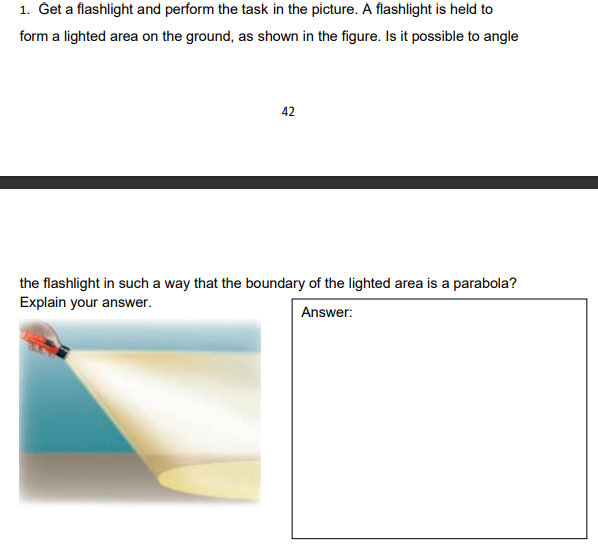 1. Get a flashlight and perform the task in the picture. A flashlight is held to
form a lighted area on the ground, as shown in the figure. Is it possible to angle
42
the flashlight in such a way that the boundary of the lighted area is a parabola?
Explain your answer.
Answer: